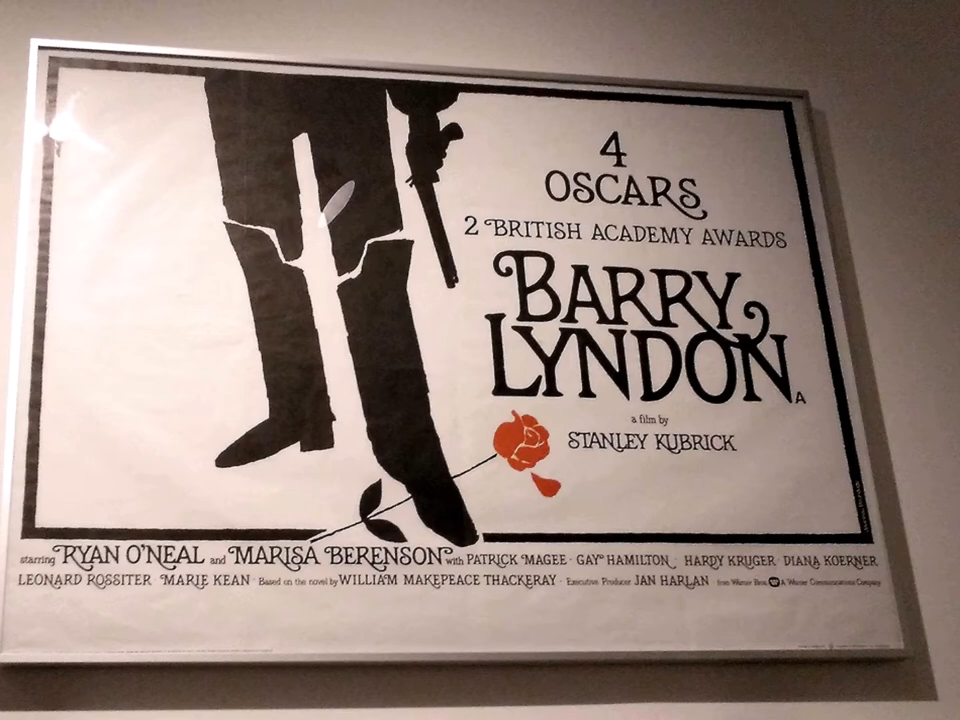 4
OSCARS
2 BRITISH ACADEMY AWARDS
BARRY
LYNDON A
a film by
STANLEY KUBRICK
starring RYAN O'NEAL and MARISA BERENSON with PATRICK MAGEE · GAY HAMILTON · HARDY KRUGER · DIANA KOERNER
LEONARD ROSSITER · MARIE KEAN · Based on the novel by WILLIAM MAKEPEACE THACKERAY · Executive Producer JAN HARLAN from Warner Bros. A Warner Communications Company